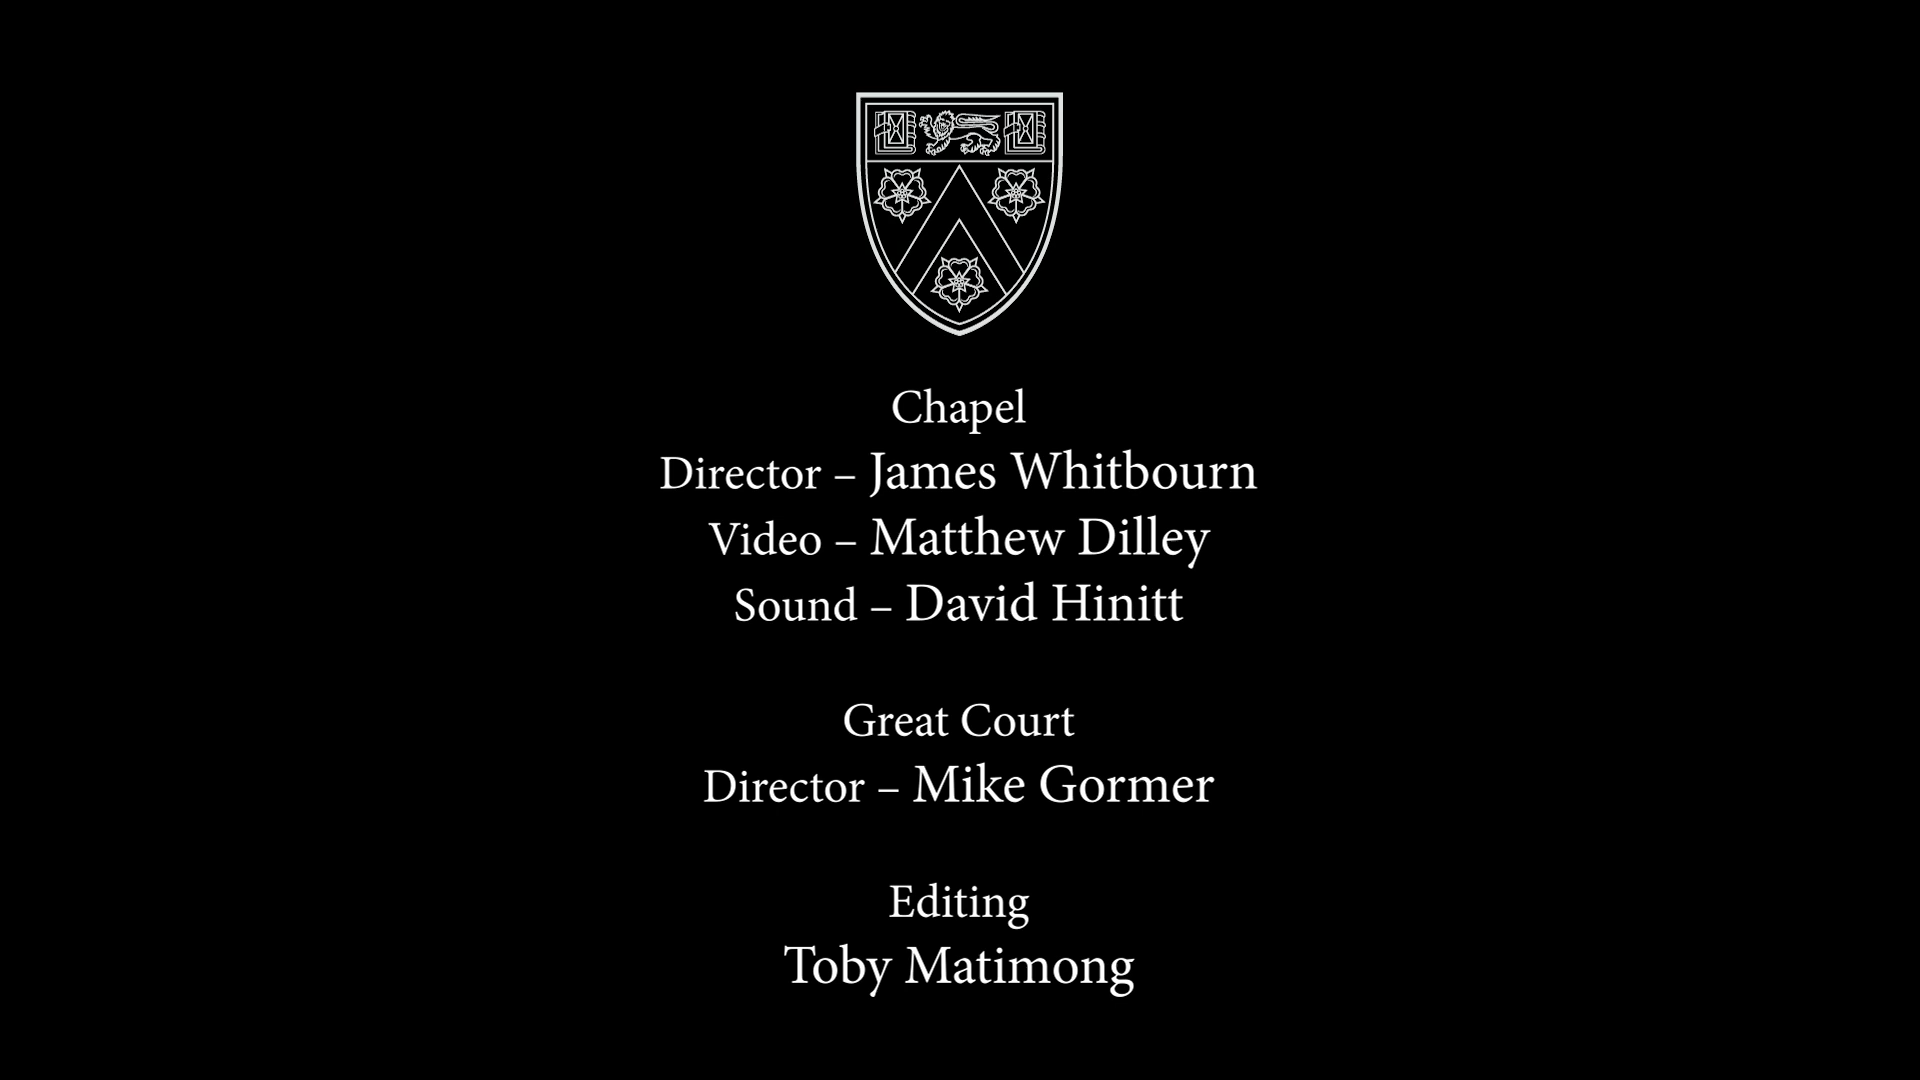 Chapel
Director – James Whitbourn
Video – Matthew Dilley
Sound – David Hinitt
Great Court
Director – Mike Gormer
Editing
Toby Matimong